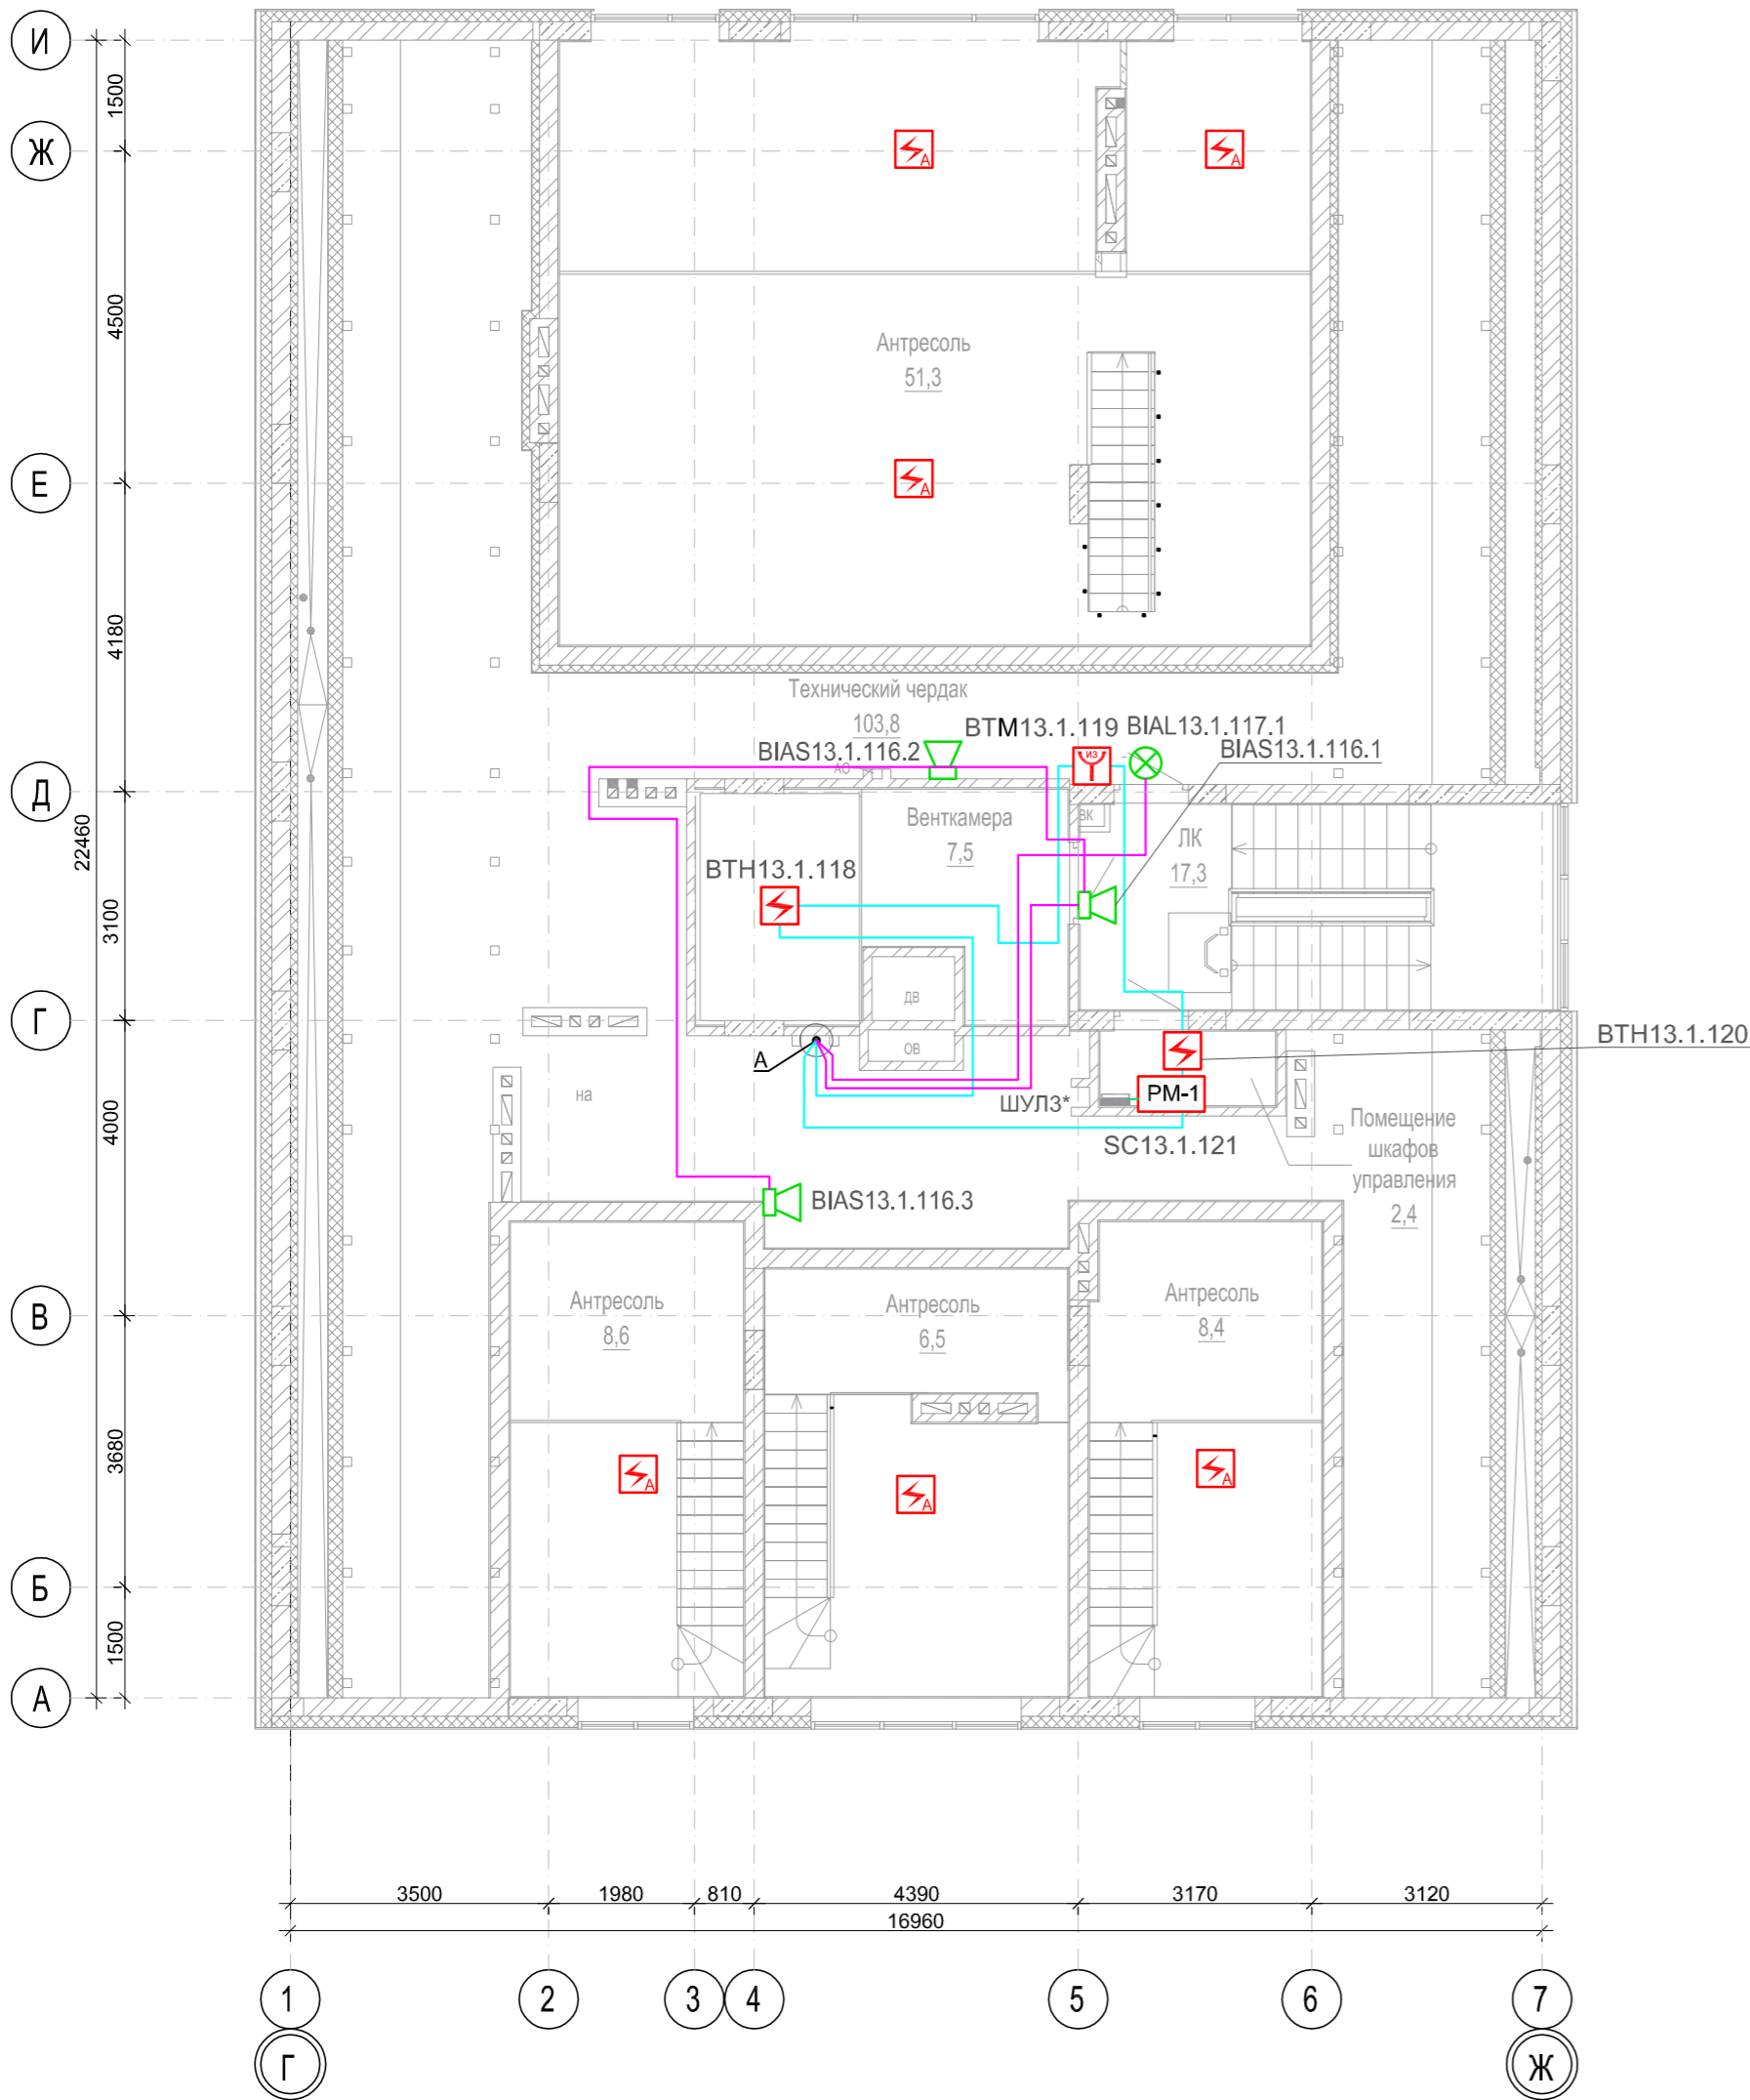 И
1500
Ж
A
A
4500
Антресоль
51,3
Е
A
4180
Технический чердак
103,8
BTM13.1.119
BIAL13.1.117.1
BIAS13.1.116.2
BIAS13.1.116.1
АО
ИЗ
Д
22460
Венткамера
7,5
ВК
ЛК
17,3
BTH13.1.118
3100
ДВ
Г
ОВ
А
BTH13.1.120
на
ШУЛЗ*
РМ-1
4000
SC13.1.121
Помещение
шкафов
управления
2,4
BIAS13.1.116.3
В
Антресоль
8,6
Антресоль
6,5
Антресоль
8,4
3680
A
A
A
Б
1500
А
3500
1980
810
4390
3170
3120
16960
1
2
3
4
5
6
7
Г
Ж